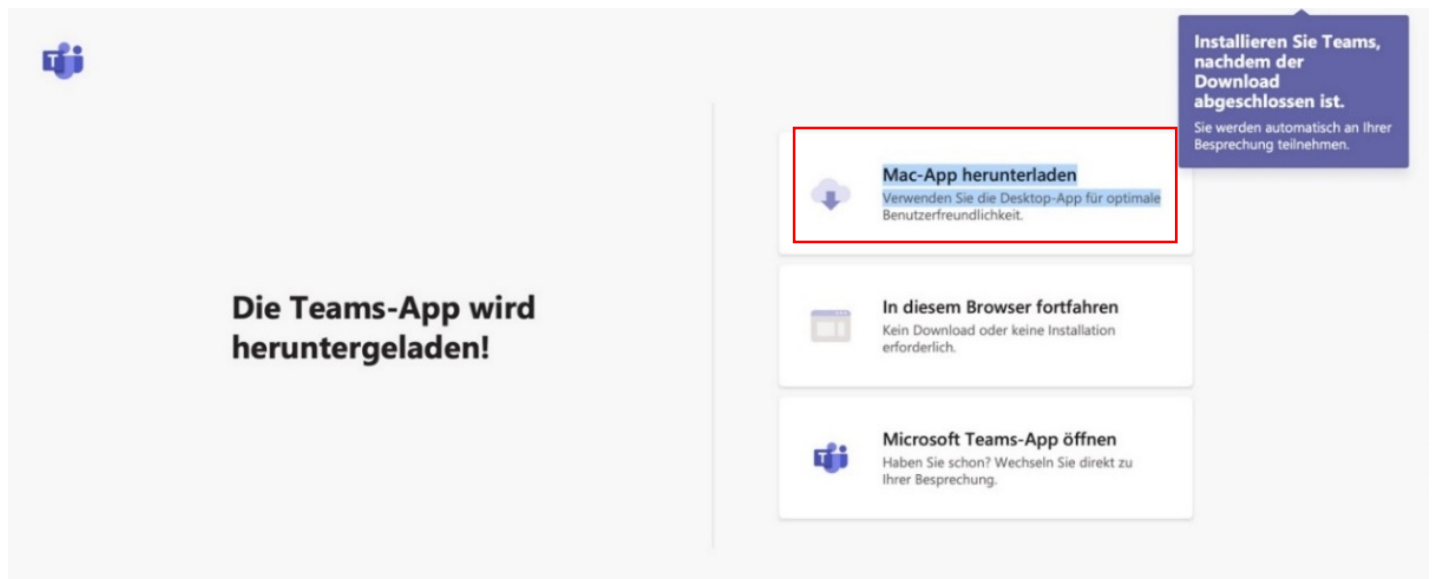 Installieren Sie Teams,
nachdem der
Download
abgeschlossen ist.
Sie werden automatisch an Ihrer
Besprechung teilnehmen.
Die Teams-App wird
heruntergeladen!
Mac-App herunterladen
Verwenden Sie die Desktop-App für optimale
Benutzerfreundlichkeit.
In diesem Browser fortfahren
Kein Download oder keine Installation
erforderlich.
Microsoft Teams-App öffnen
Haben Sie schon? Wechseln Sie direkt zu
Ihrer Besprechung.